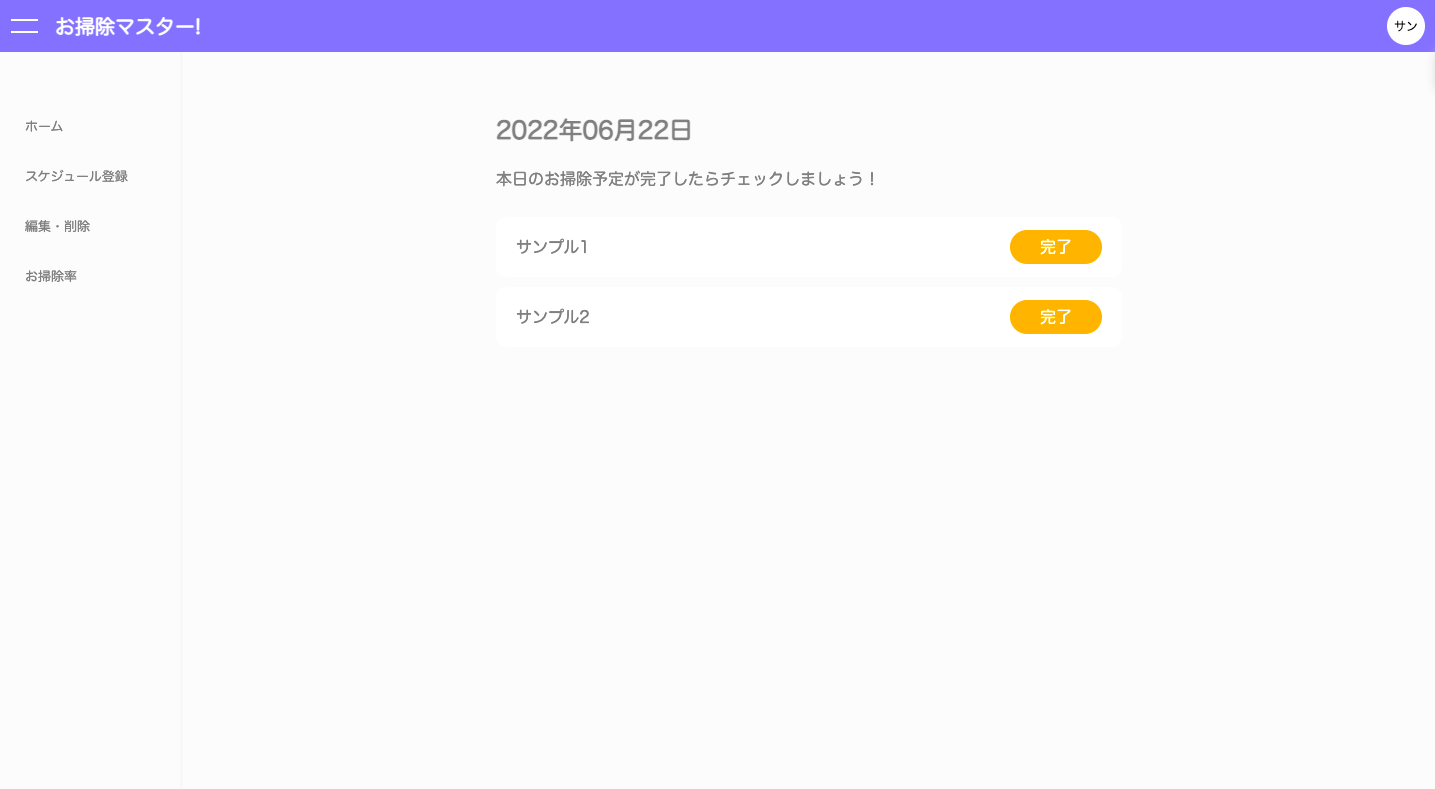 お掃除マスター!
サン
ホーム
スケジュール登録
編集・削除
お掃除率
2022年06月22日
本日のお掃除予定が完了したらチェックしましょう！
サンプル1
完了
サンプル2
完了